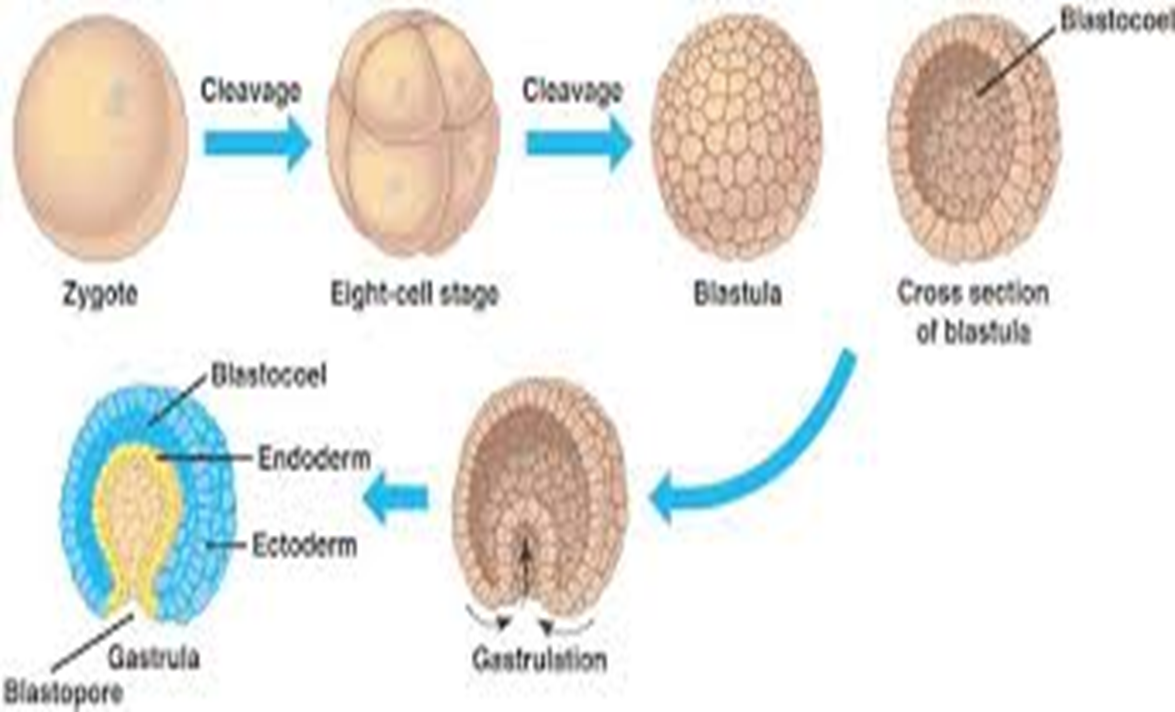 Blastocoel
Cleavage
Cleavage
Zygote
Eight-cell stage
Blastula
Cross section
of blastula
Blastocoel
Endoderm
Ectoderm
Gastrula
Gastrulation
Blastopore